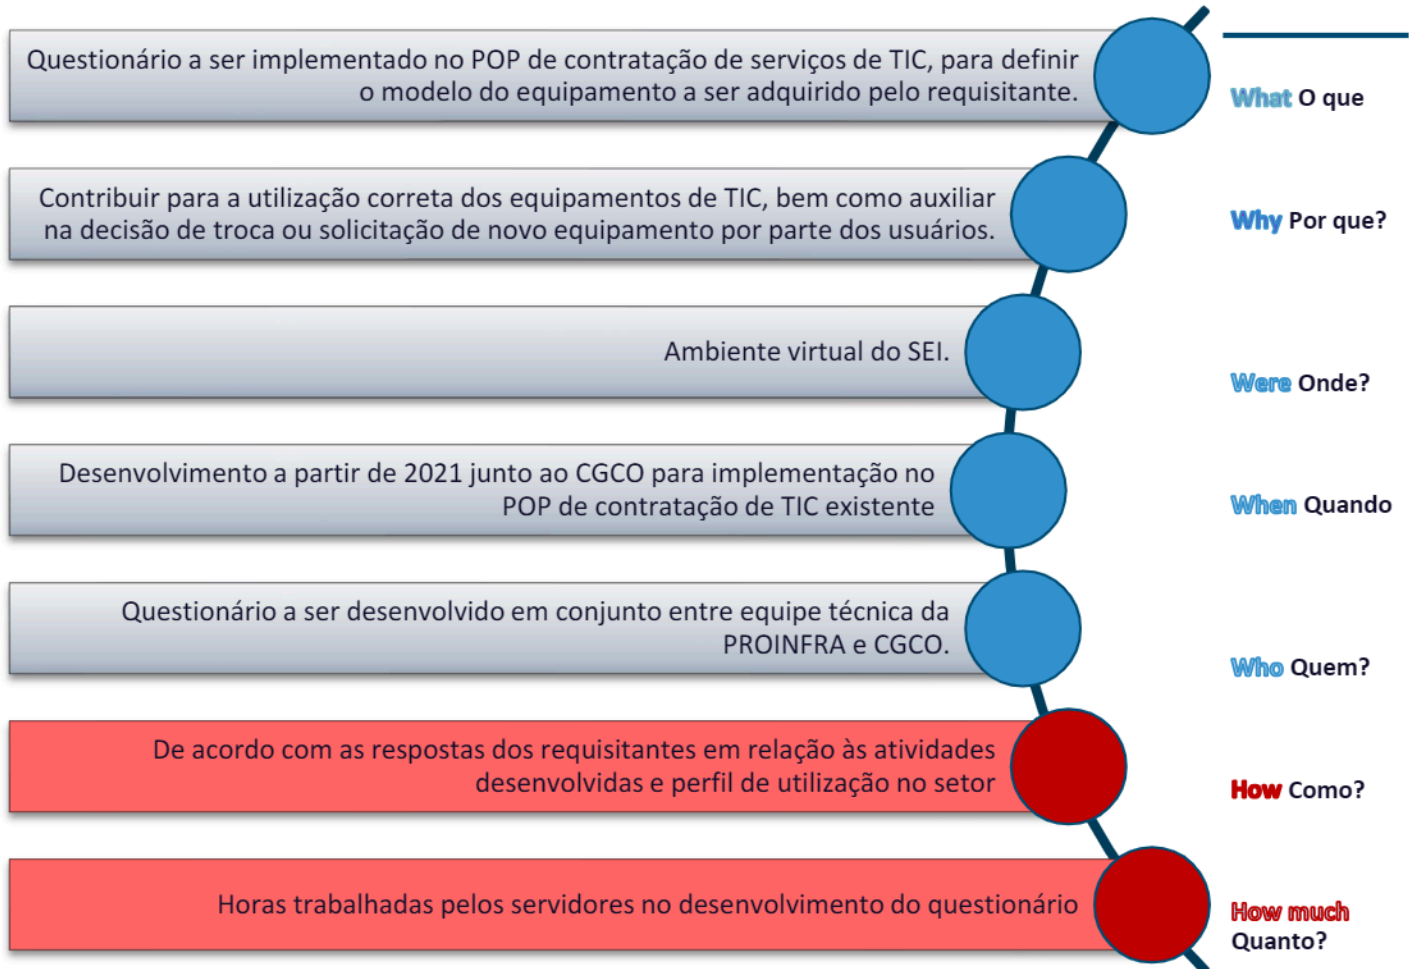 Questionário a ser implementado no POP de contratação de serviços de TIC, para definir
o modelo do equipamento a ser adquirido pelo requisitante.
What O que
Contribuir para a utilização correta dos equipamentos de TIC, bem como auxiliar
na decisão de troca ou solicitação de novo equipamento por parte dos usuários.
Why Por que?
Ambiente virtual do SEI.
Were Onde?
Desenvolvimento a partir de 2021 junto ao CGCO para implementação no
POP de contratação de TIC existente
When Quando
Questionário a ser desenvolvido em conjunto entre equipe técnica da
PROINFRA e CGCO.
Who Quem?
De acordo com as respostas dos requisitantes em relação às atividades
desenvolvidas e perfil de utilização no setor
How Como?
Horas trabalhadas pelos servidores no desenvolvimento do questionário
How much
Quanto?